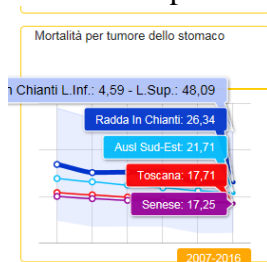 Mortalità per tumore dello stomaco
n Chianti L.Inf.: 4,59 - L.Sup.: 48,09
Radda In Chianti: 26,34
Ausl Sud-Est: 21,71
Toscana: 17,71
Senese: 17,25
2007-2016